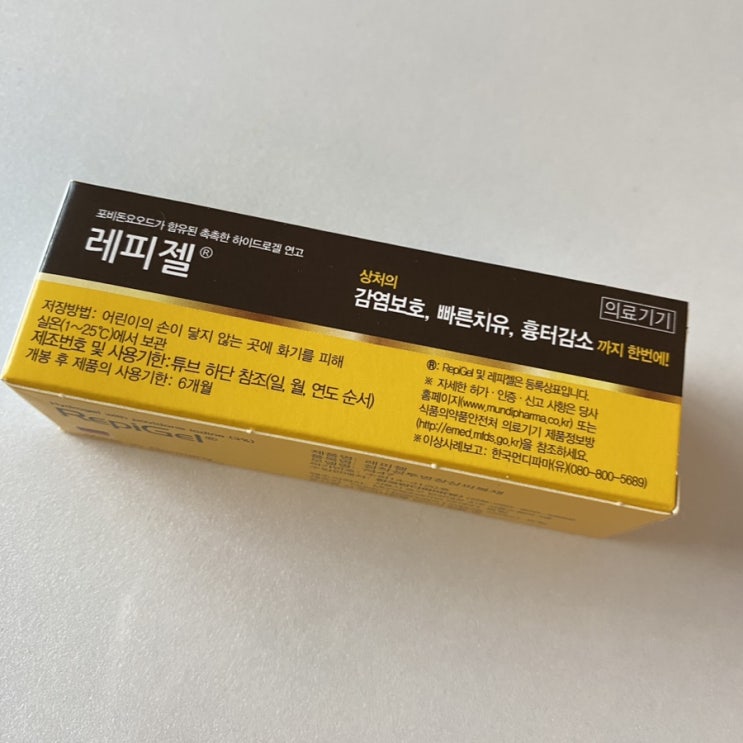 포비돈요오드가 함유된 촉촉한 하이드로겔 연고
레피젤®
상처의
감염보호, 빠른치유, 흉터감소 까지 한번에!
의료기기
저장방법: 어린이의 손이 닿지 않는 곳에 화기를 피해
실온(1~25℃)에서 보관
제조번호 및 사용기한:튜브 하단 참조(일, 월, 연도 순서)
개봉 후 제품의 사용기한: 6개월
®: RepiGel 및 레피젤은 등록상표입니다.
※ 자세한 허가·인증·신고 사항은 당사
홈페이지(www.mundipharma.co.kr) 또는
식품의약품안전처 의료기기 제품정보방
(http://emed.mfds.go.kr)을 참조하세요.
※이상사례보고: 한국먼디파마(유)(080-800-5689)
RepiGel®
제품명: 레피젤